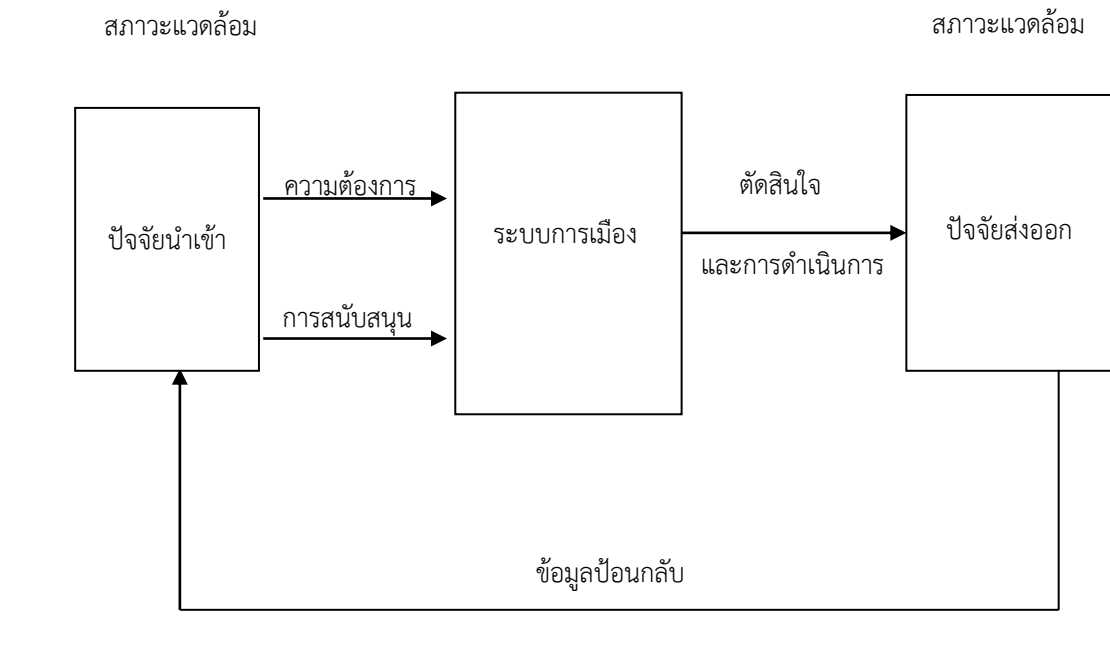 สภาวะแวดล้อม
สภาวะแวดล้อม
ปัจจัยนำเข้า
ความต้องการ
การสนับสนุน
ระบบการเมือง
ตัดสินใจ
และการดำเนินการ
ปัจจัยส่งออก
ข้อมูลป้อนกลับ